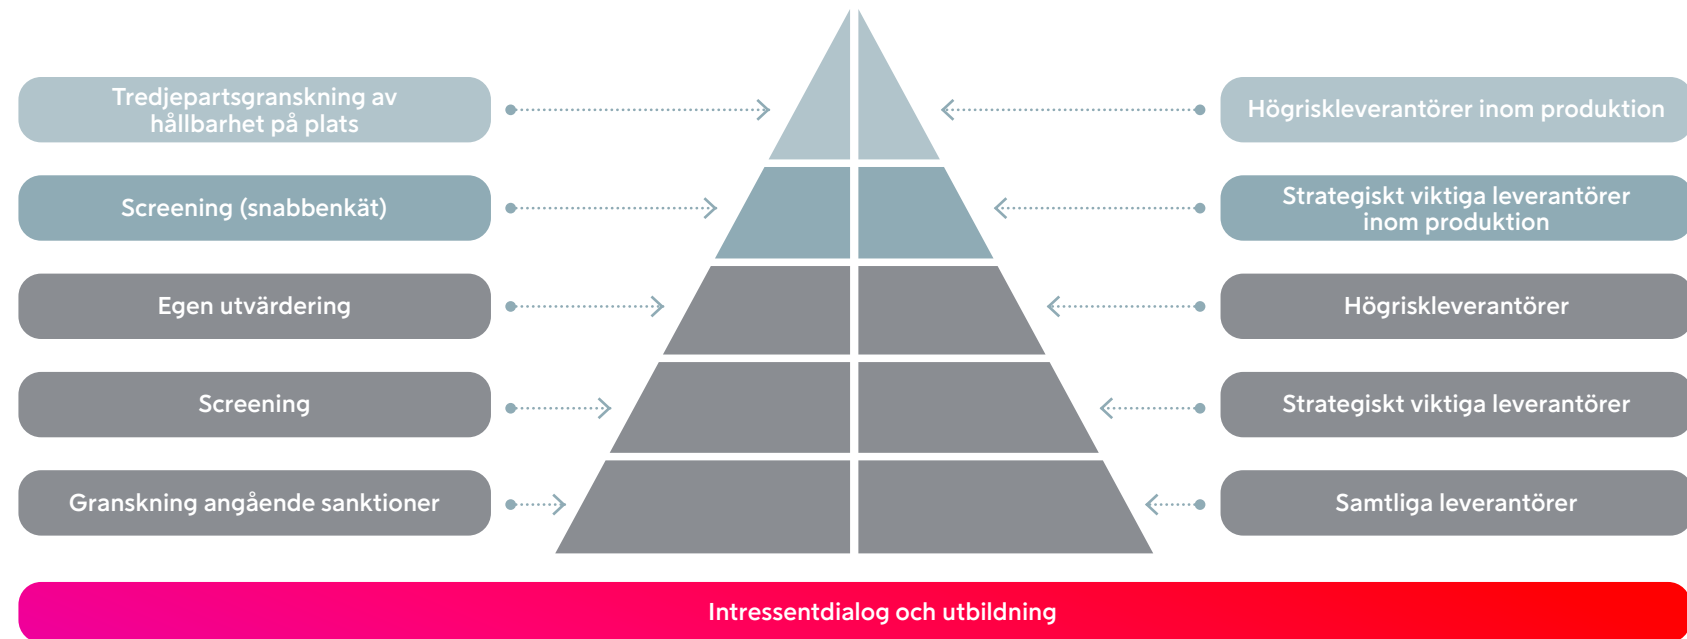 Tredjepartsgranskning av
hållbarhet på plats
Högriskleverantörer inom produktion
Screening (snabbenkät)
Strategiskt viktiga leverantörer
inom produktion
Egen utvärdering
Högriskleverantörer
Screening
Strategiskt viktiga leverantörer
Granskning angående sanktioner
Samtliga leverantörer
Intressentdialog och utbildning